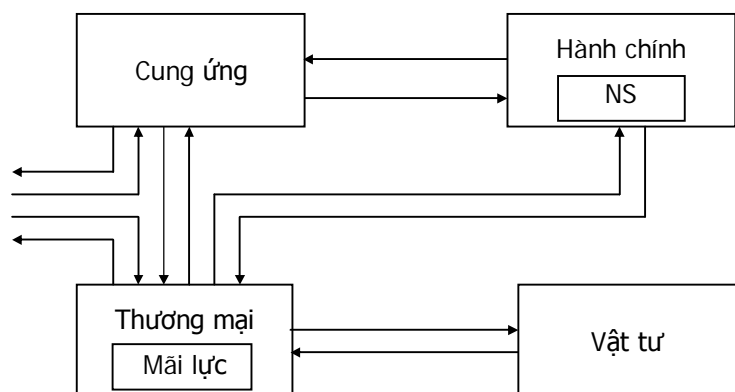 Cung ứng
Hành chính
NS
Thương mại
Mãi lực
Vật tư